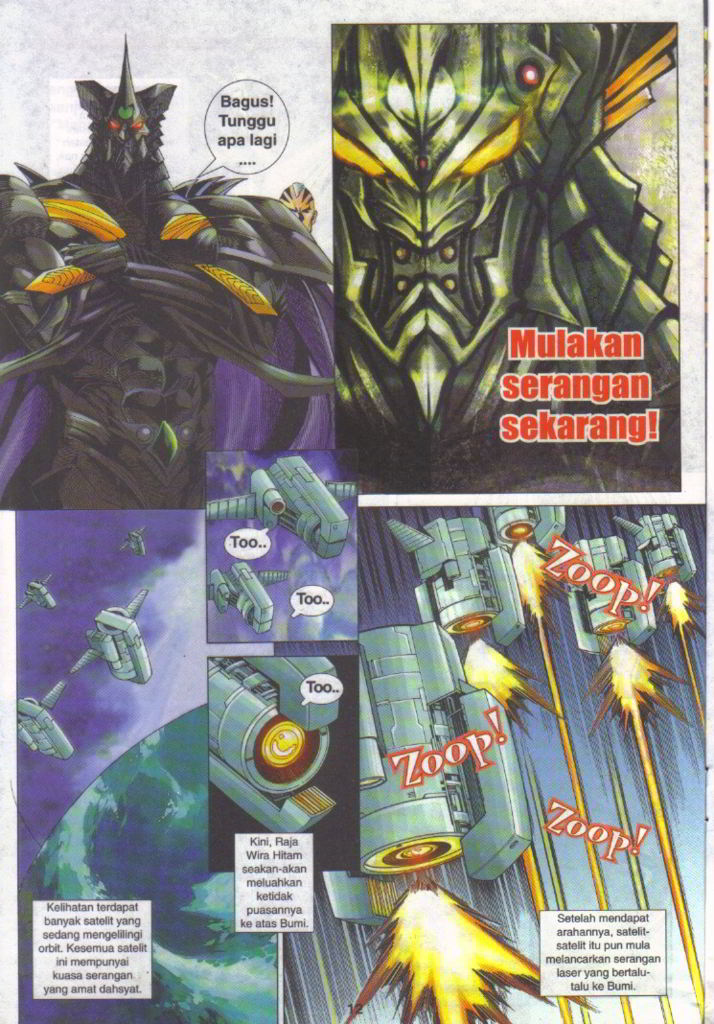 Bagus!
Tunggu
apa lagi
....
Mulakan
serangan
sekarang!
Too..
Too..
Too..
Zoop!
Zoop!
Zoop!
Kelihatan terdapat
banyak satelit yang
sedang mengelilingi
orbit. Kesemua satelit
ini mempunyai
kuasa serangan
yang amat dahsyat.
Kini, Raja
Wira Hitam
seakan-akan
meluahkan
ketidak
puasannya
ke atas Bumi.
Setelah mendapat
arahannya, satelit-
satelit itu pun mula
melancarkan serangan
laser yang bertalu-
talu ke Bumi.
12